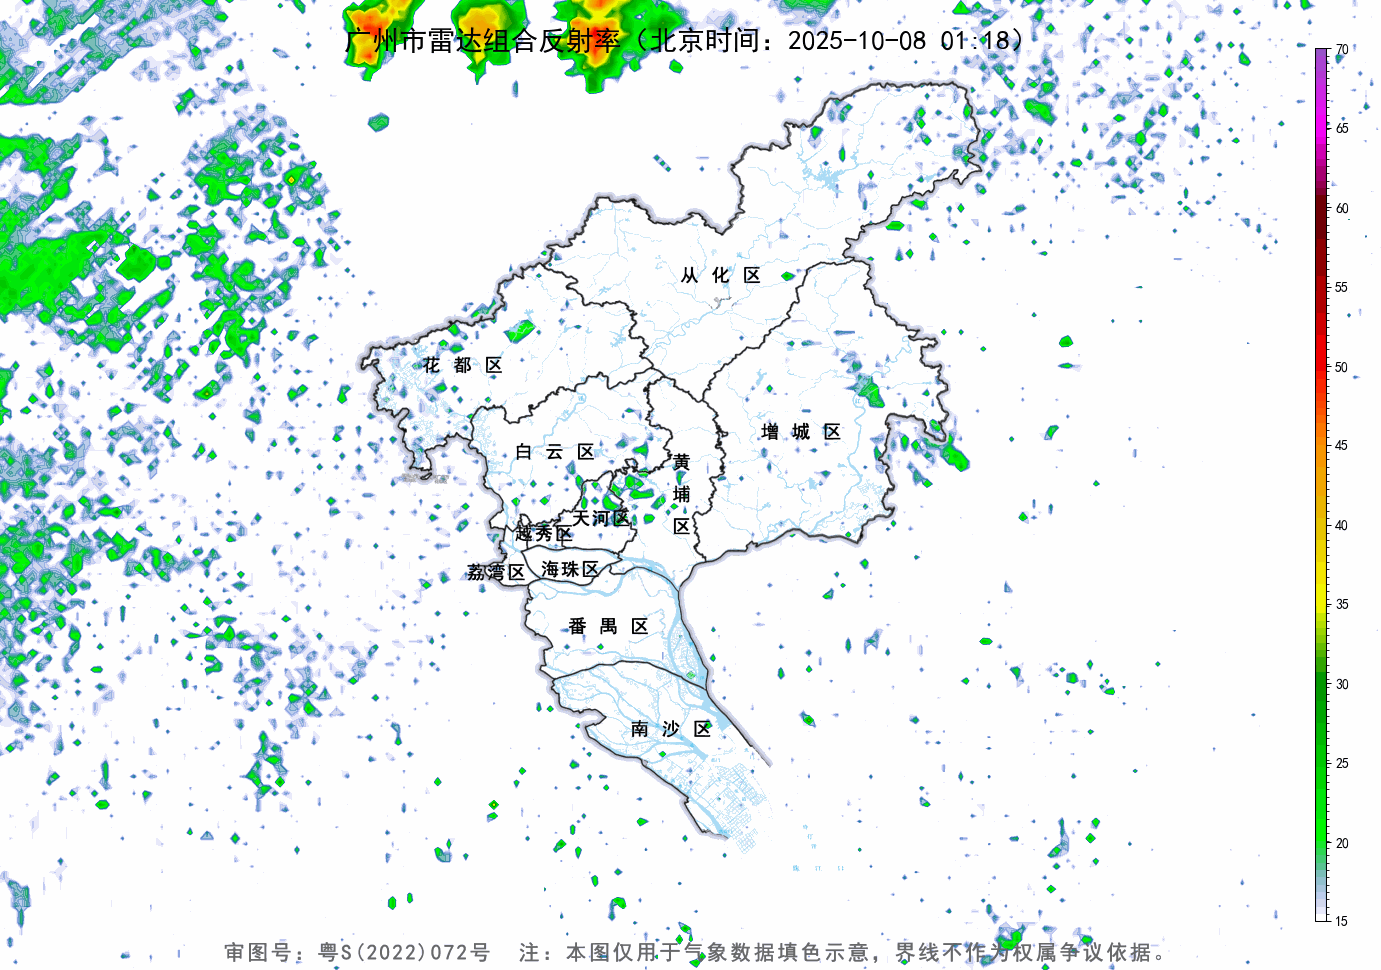 广州市雷达组合反射率（北京时间：2025-10-08 01:18）
70
65
60
55
50
45
40
35
30
25
20
15
从化区
花都区
增城区
白云区
黄埔区
天河区
越秀区
海珠区
荔湾区
番禺区
南沙区
审图号：粤S(2022)072号 注：本图仅用于气象数据填色示意，界线不作为权属争议依据。